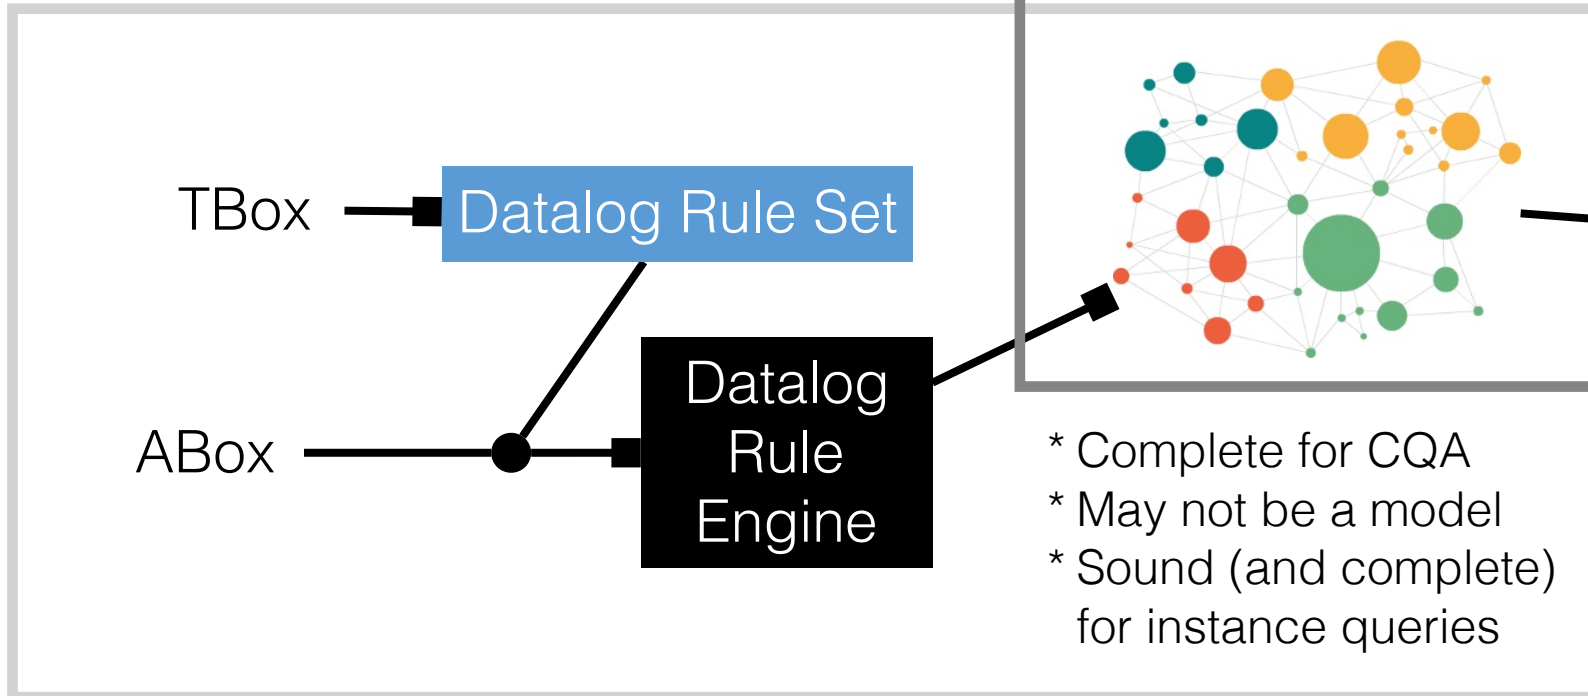 TBox
Datalog Rule Set
ABox
Datalog
Rule
Engine
* Complete for CQA
* May not be a model
* Sound (and complete)
for instance queries